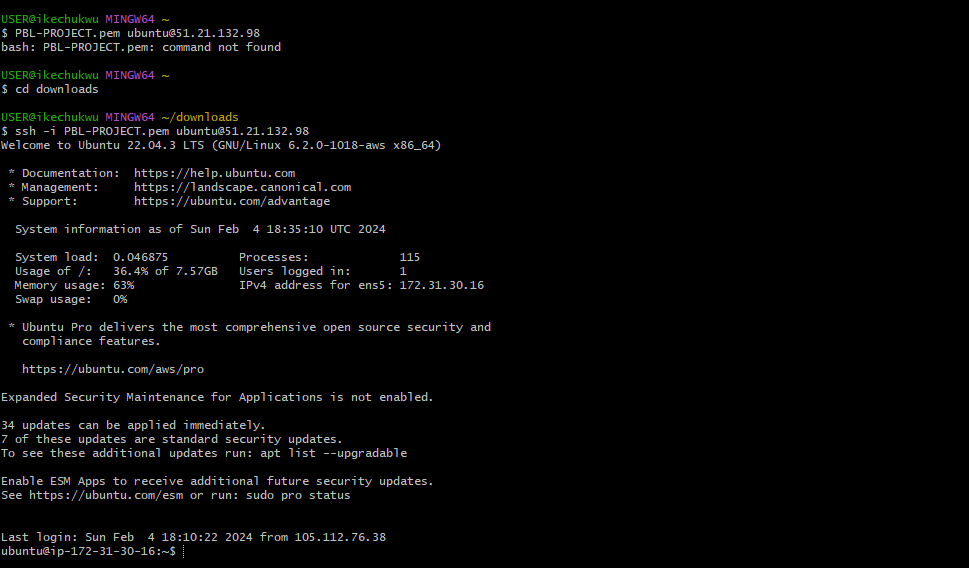 USER@ikechukwu MINGW64 ~
$ PBL-PROJECT.pem ubuntu@51.21.132.98
bash: PBL-PROJECT.pem: command not found
USER@ikechukwu MINGW64 ~
$ cd downloads
USER@ikechukwu MINGW64 ~/downloads
$ ssh -i PBL-PROJECT.pem ubuntu@51.21.132.98
Welcome to Ubuntu 22.04.3 LTS (GNU/Linux 6.2.0-1018-aws x86_64)
* Documentation:  https://help.ubuntu.com
* Management:     https://landscape.canonical.com
* Support:        https://ubuntu.com/advantage
System information as of Sun Feb  4 18:35:10 UTC 2024
System load:  0.046875          Processes:             115
Usage of /:   36.4% of 7.57GB   Users logged in:       1
Memory usage: 63%               IPv4 address for ens5: 172.31.30.16
Swap usage:   0%
* Ubuntu Pro delivers the most comprehensive open source security and
compliance features.
https://ubuntu.com/aws/pro
Expanded Security Maintenance for Applications is not enabled.
34 updates can be applied immediately.
7 of these updates are standard security updates.
To see these additional updates run: apt list --upgradable
Enable ESM Apps to receive additional future security updates.
See https://ubuntu.com/esm or run: sudo pro status
Last login: Sun Feb  4 18:10:22 2024 from 105.112.76.38
ubuntu@ip-172-31-30-16:~$